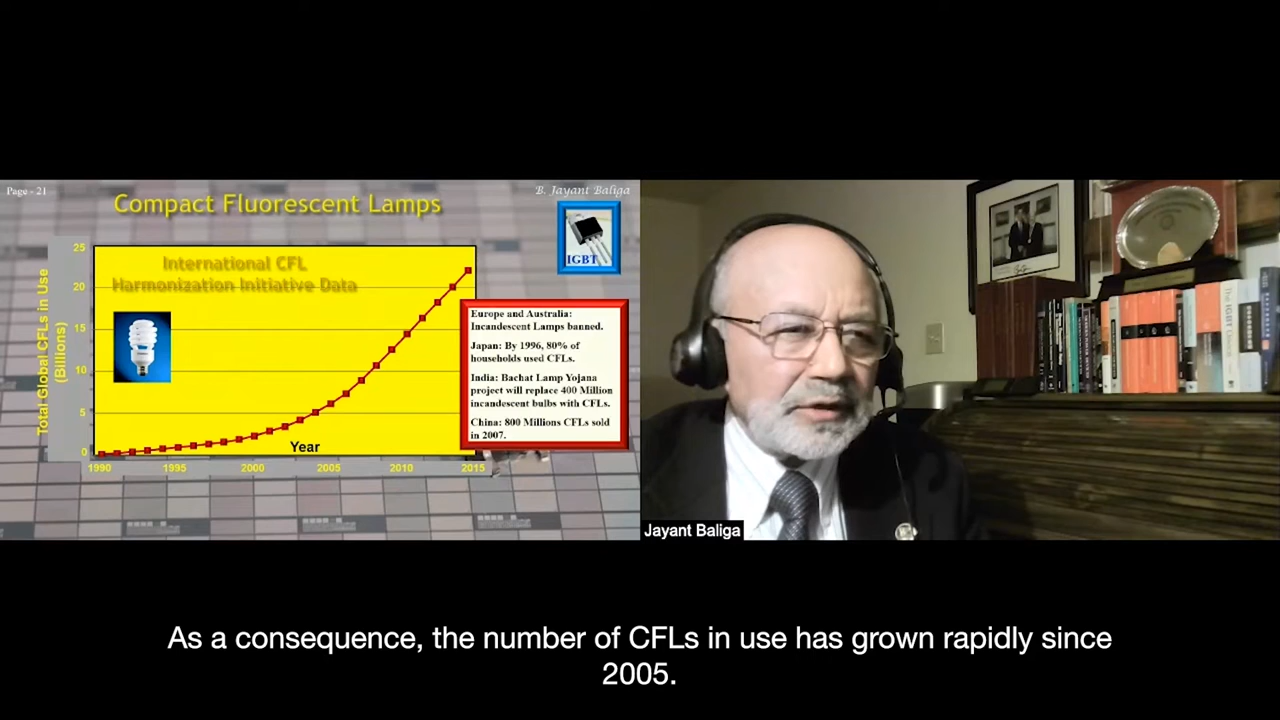 Page - 21
B. Jayant Baliga
Compact Fluorescent Lamps
IGBT
International CFL
Harmonization Initiative Data
Total Global CFLs in Use
(Billions)
25
20
15
10
5
0
Year
1990
1995
2000
2005
2010
2015
Europe and Australia:
Incandescent Lamps banned.
Japan: By 1996, 80% of
households used CFLs.
India: Bachat Lamp Yojana
project will replace 400 Million
incandescent bulbs with CFLs.
China: 800 Millions CFLs sold
in 2007.
Jayant Baliga
As a consequence, the number of CFLs in use has grown rapidly since
2005.